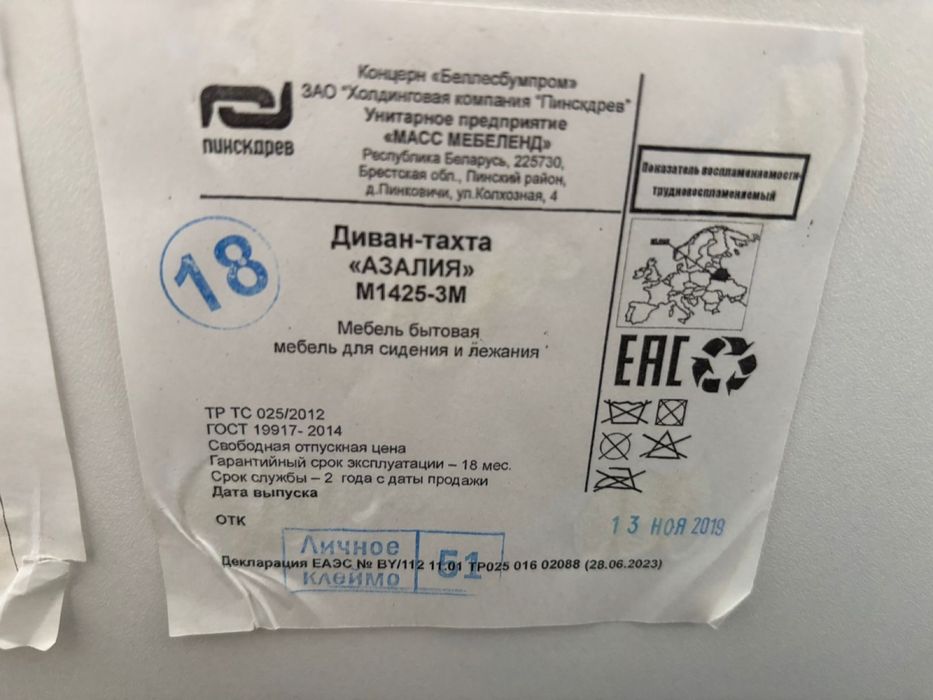 Концерн «Беллесбумпром»
ЗАО "Холдинговая компания "Пинскдрев"
Унитарное предприятие
«МАСС МЕБЕЛЕНД»
Республика Беларусь, 225730,
Брестская обл., Пинский район,
д.Пинковичи, ул.Колхозная, 4
пинскдрев
Показатель воспламеняемости-
трудновоспламеняемый
18
Диван-тахта
«АЗАЛИЯ»
М1425-3М
Мебель бытовая
мебель для сидения и лежания
EAC
ТР ТС 025/2012
ГОСТ 19917- 2014
Свободная отпускная цена
Гарантийный срок эксплуатации – 18 мес.
Срок службы – 2 года с даты продажи
Дата выпуска
13 НОЯ 2019
ОТК
Личное
клеймо
51
Декларация ЕАЭС № BY/112 11.01 ТР025 016 02088 (28.06.2023)